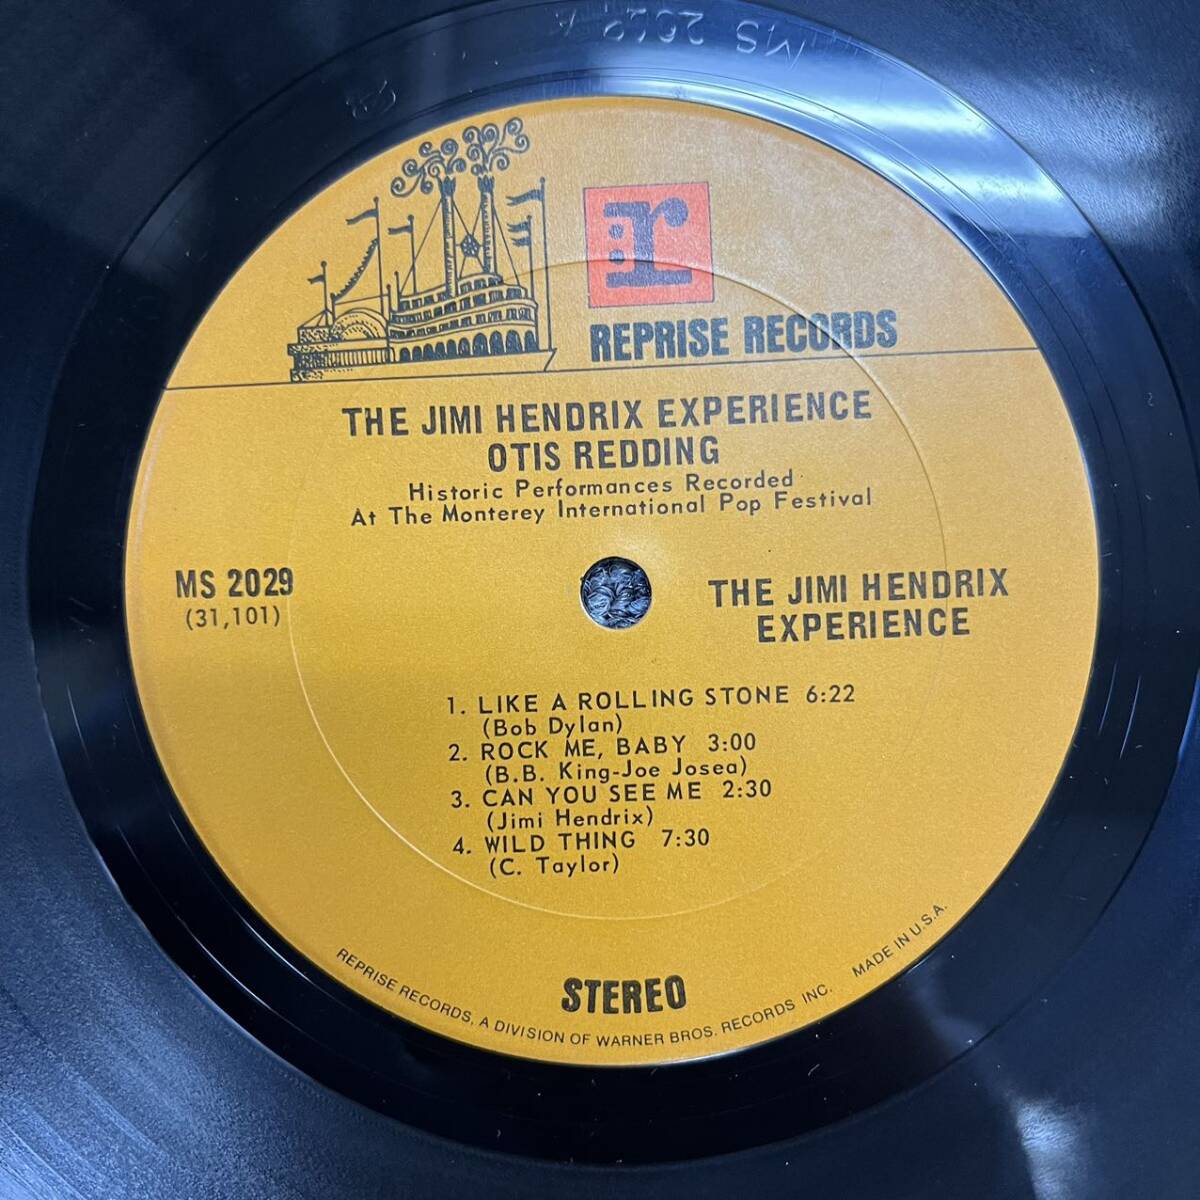 MS 2029 A
r
REPRISE RECORDS
THE JIMI HENDRIX EXPERIENCE
OTIS REDDING
Historic Performances Recorded
At The Monterey International Pop Festival
MS 2029
(31,101)
THE JIMI HENDRIX
EXPERIENCE
1. LIKE A ROLLING STONE 6:22
(Bob Dylan)
2. ROCK ME, BABY 3:00
(B.B. King-Joe Josea)
3. CAN YOU SEE ME 2:30
(Jimi Hendrix)
4. WILD THING 7:30
(C. Taylor)
STEREO
REPRISE RECORDS, A DIVISION OF WARNER BROS. RECORDS INC. MADE IN U.S.A.